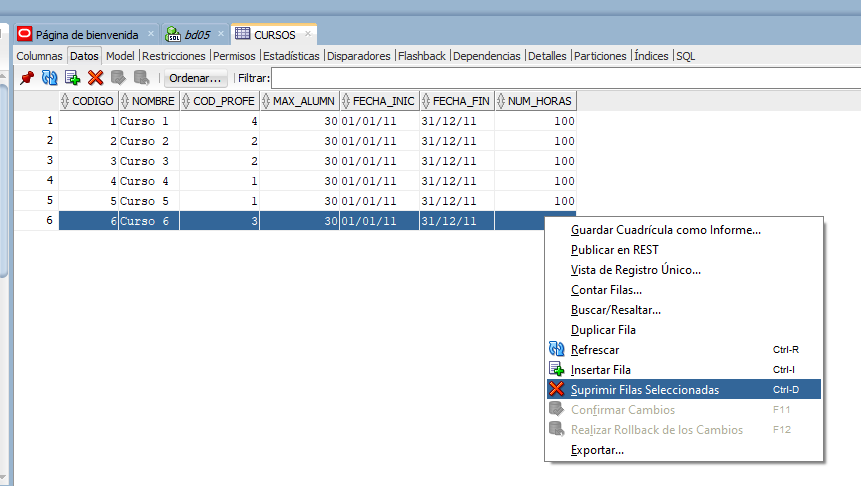 Página de bienvenida × bd05 × CURSOS ×
Columnas Datos Model Restricciones Permisos Estadísticas Disparadores Flashback Dependencias Detalles Particiones Índices SQL
Ordenar... Filtrar:
CODIGO NOMBRE COD_PROFE MAX_ALUMN FECHA_INIC FECHA_FIN NUM_HORAS
1 1 Curso 1 4 30 01/01/11 31/12/11 100
2 2 Curso 2 2 30 01/01/11 31/12/11 100
3 3 Curso 3 2 30 01/01/11 31/12/11 100
4 4 Curso 4 1 30 01/01/11 31/12/11 100
5 5 Curso 5 1 30 01/01/11 31/12/11 100
6 6 Curso 6 3 30 01/01/11 31/12/11
Guardar Cuadrícula como Informe...
Publicar en REST
Vista de Registro Único...
Contar Filas...
Buscar/Resaltar...
Duplicar Fila
Refrescar Ctrl-R
Insertar Fila Ctrl-I
Suprimir Filas Seleccionadas Ctrl-D
Confirmar Cambios F11
Realizar Rollback de los Cambios F12
Exportar...